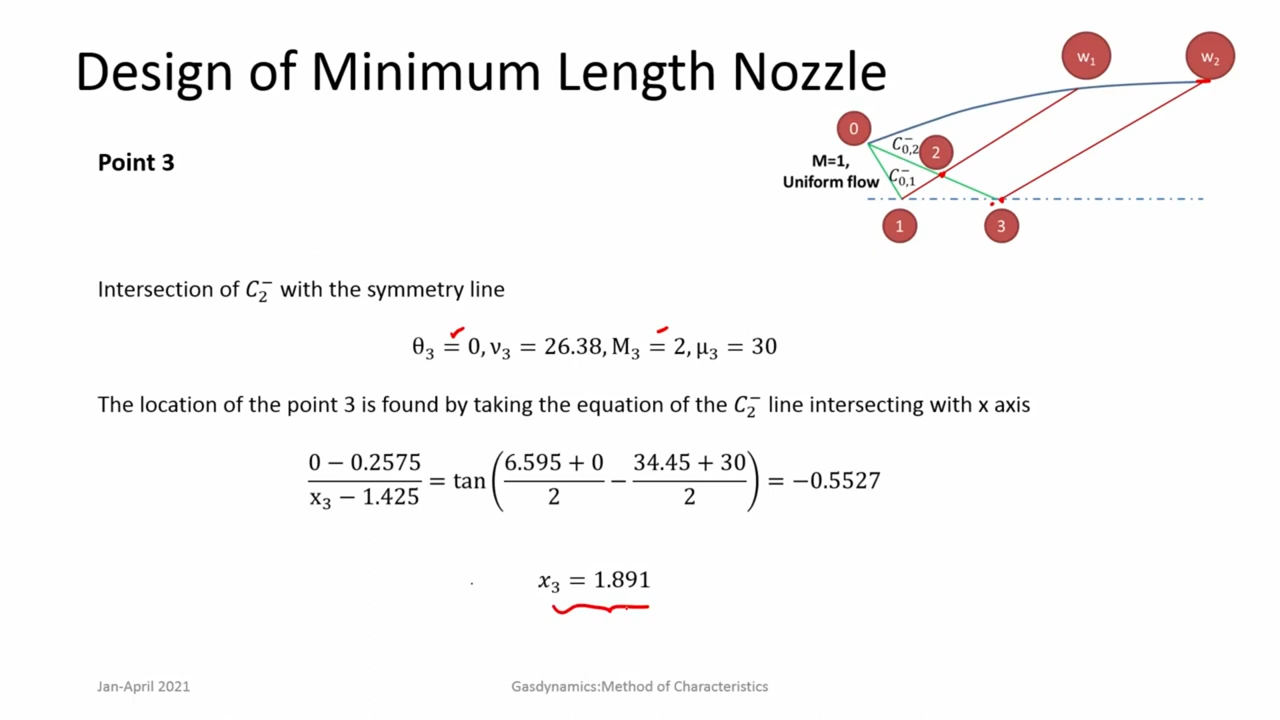 Design of Minimum Length Nozzle
w₁
w₂
0
C⁻₀,₂
2
M=1,
Uniform flow
C⁻₀,₁
1
3
Point 3
Intersection of C₂⁻ with the symmetry line
θ₃ = 0, ν₃ = 26.38, M₃ = 2, μ₃ = 30
The location of the point 3 is found by taking the equation of the C₂⁻ line intersecting with x axis
(0 − 0.2575)/(x₃ − 1.425) = tan((6.595 + 0)/2 − (34.45 + 30)/2) = −0.5527
x₃ = 1.891
Jan-April 2021
Gasdynamics:Method of Characteristics